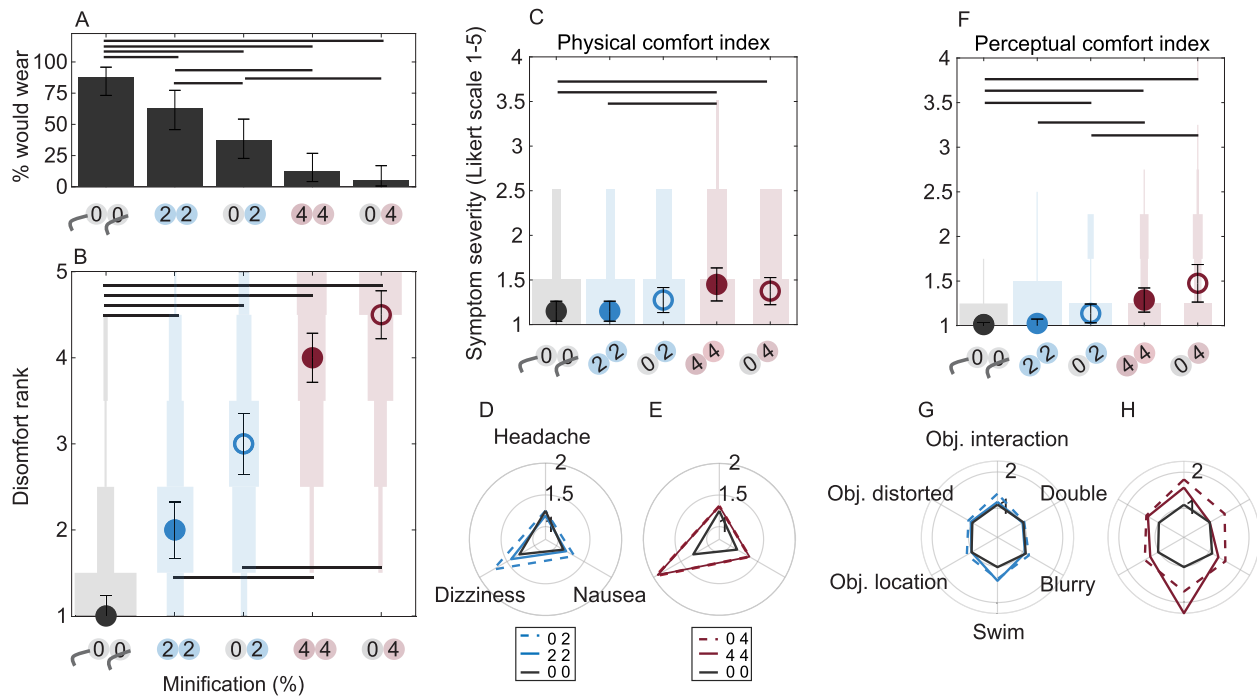 A
% would wear
100
75
50
25
0
0 0
2 2
0 2
4 4
0 4
B
Disomfort rank
5
4
3
2
1
0 0
2 2
0 2
4 4
0 4
Minification (%)
C
Physical comfort index
Symptom severity (Likert scale 1-5)
4
3.5
3
2.5
2
1.5
1
0 0
2 2
0 2
4 4
0 4
D
Headache
2
1.5
1
Dizziness
Nausea
0 2
2 2
0 0
E
2
1.5
1
0 4
4 4
0 0
F
Perceptual comfort index
4
3.5
3
2.5
2
1.5
1
0 0
2 2
0 2
4 4
0 4
G
Obj. interaction
2
1
Obj. distorted
Double
Obj. location
Blurry
Swim
H
2
1